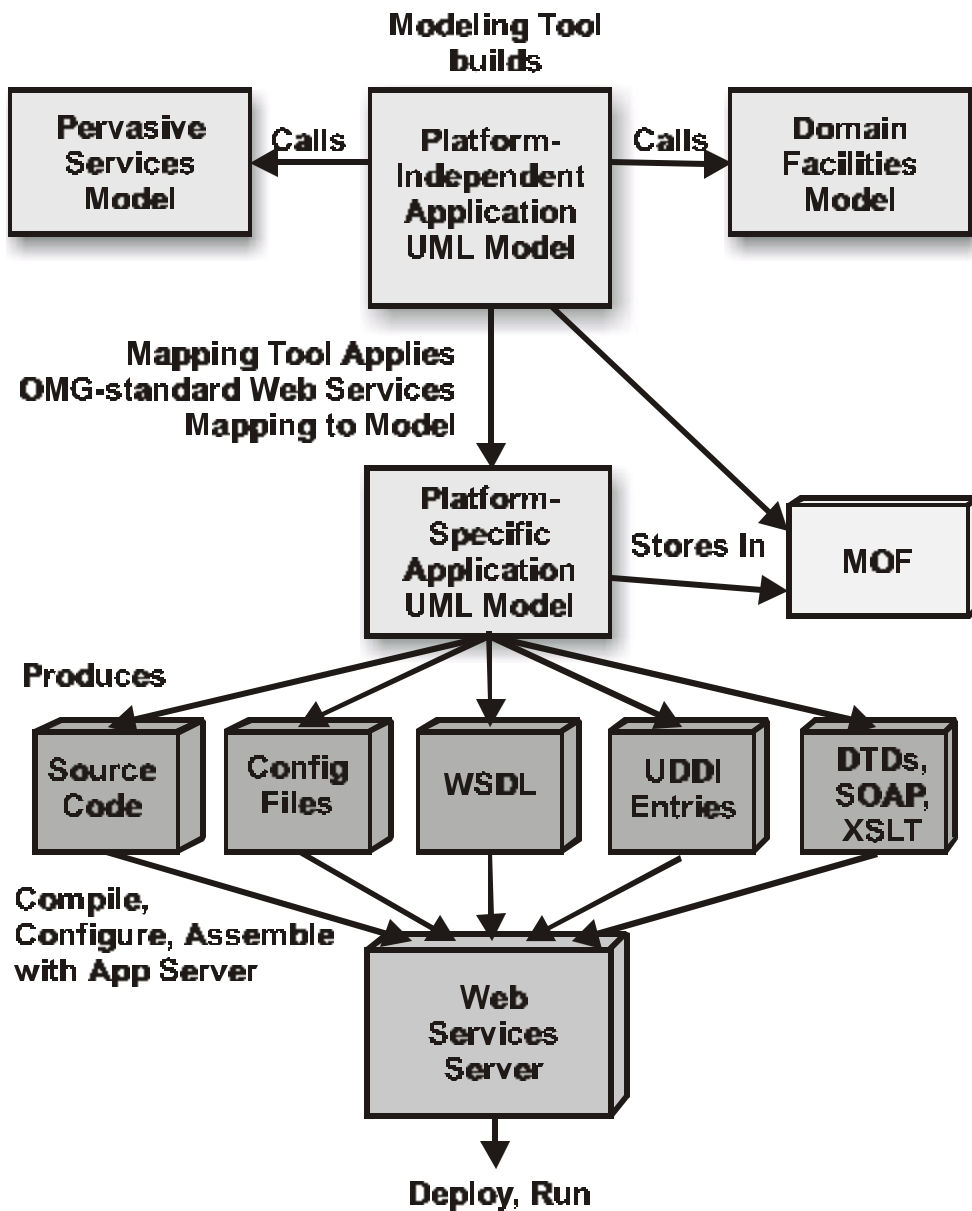 Modeling Tool
builds
Pervasive
Services
Model
Calls
Platform-
Independent
Application
UML Model
Calls
Domain
Facilities
Model
Mapping Tool Applies
OMG-standard Web Services
Mapping to Model
Platform-
Specific
Application
UML Model
Stores In
MOF
Produces
Source
Code
Config
Files
WSDL
UDDI
Entries
DTDs,
SOAP,
XSLT
Compile,
Configure, Assemble
with App Server
Web
Services
Server
Deploy, Run